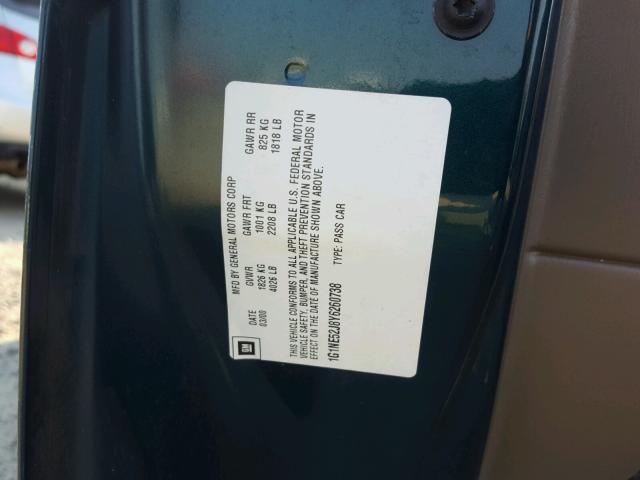 MFD BY GENERAL MOTORS CORP
DATE GVWR GAWR FRT GAWR RR
03/00 1826 KG 1001 KG 825 KG
4026 LB 2208 LB 1818 LB
THIS VEHICLE CONFORMS TO ALL APPLICABLE U.S. FEDERAL MOTOR
VEHICLE SAFETY, BUMPER, AND THEFT PREVENTION STANDARDS IN
EFFECT ON THE DATE OF MANUFACTURE SHOWN ABOVE.
1G1NE52J8Y6260738 TYPE: PASS CAR
GM